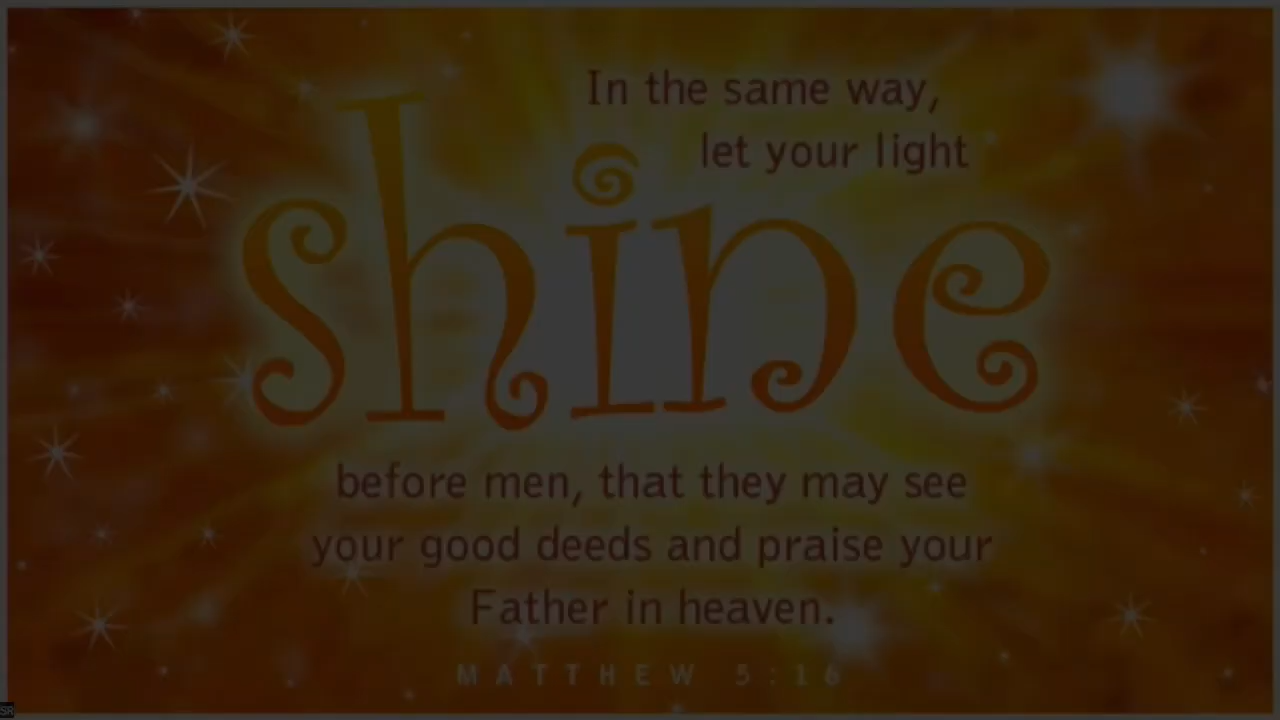 In the same way,
let your light
shine
before men, that they may see
your good deeds and praise your
Father in heaven.
MATTHEW 5:16
SR